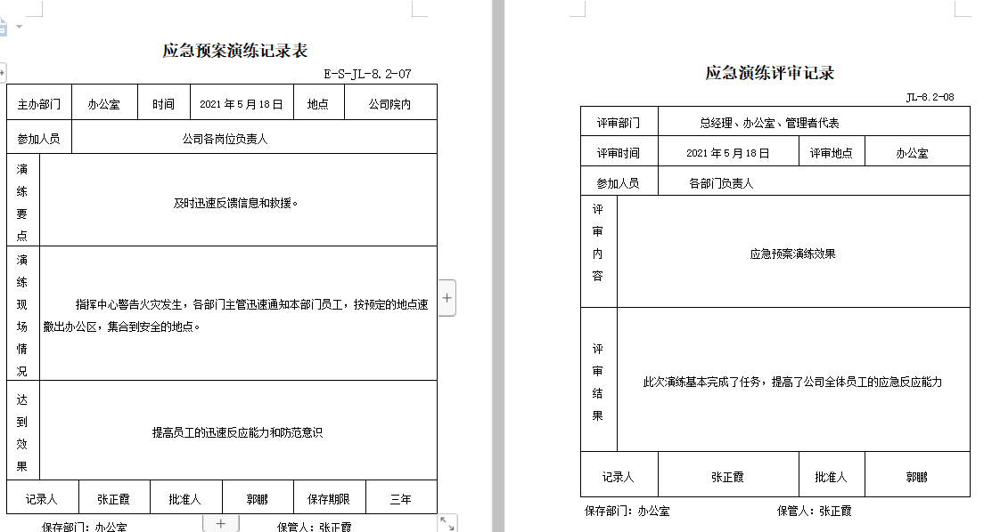 应急预案演练记录表
E-S-JL-8.2-07
主办部门 办公室 时间 2021年5月18日 地点 公司院内
参加人员 公司各岗位负责人
演练要点 及时迅速反馈信息和救援。
演练现场情况 指挥中心警告火灾发生，各部门主管迅速通知本部门员工，按预定的地点速
撤出办公区，集合到安全的地点。
达到效果 提高员工的迅速反应能力和防范意识
记录人 张正霞 批准人 郭鹏 保存期限 三年
保存部门：办公室 保管人：张正霞
应急演练评审记录
JL-8.2-08
评审部门 总经理、办公室、管理者代表
评审时间 2021年5月18日 评审地点 办公室
参加人员 各部门负责人
评审内容 应急预案演练效果
评审结果 此次演练基本完成了任务，提高了公司全体员工的应急反应能力
记录人 张正霞 批准人 郭鹏
保存部门：办公室 保管人：张正霞